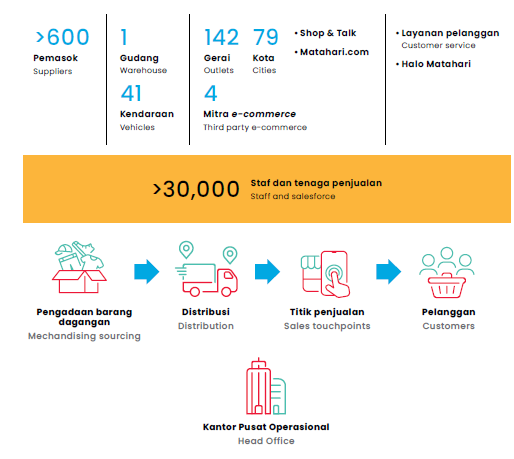 >600
Pemasok
Suppliers
1
Gudang
Warehouse
41
Kendaraan
Vehicles
142
Gerai
Outlets
79
Kota
Cities
4
Mitra e-commerce
Third party e-commerce
• Shop & Talk
• Matahari.com
• Layanan pelanggan
Customer service
• Halo Matahari
>30,000
Staf dan tenaga penjualan
Staff and salesforce
Pengadaan barang
dagangan
Mechandising sourcing
Distribusi
Distribution
Titik penjualan
Sales touchpoints
Pelanggan
Customers
Kantor Pusat Operasional
Head Office